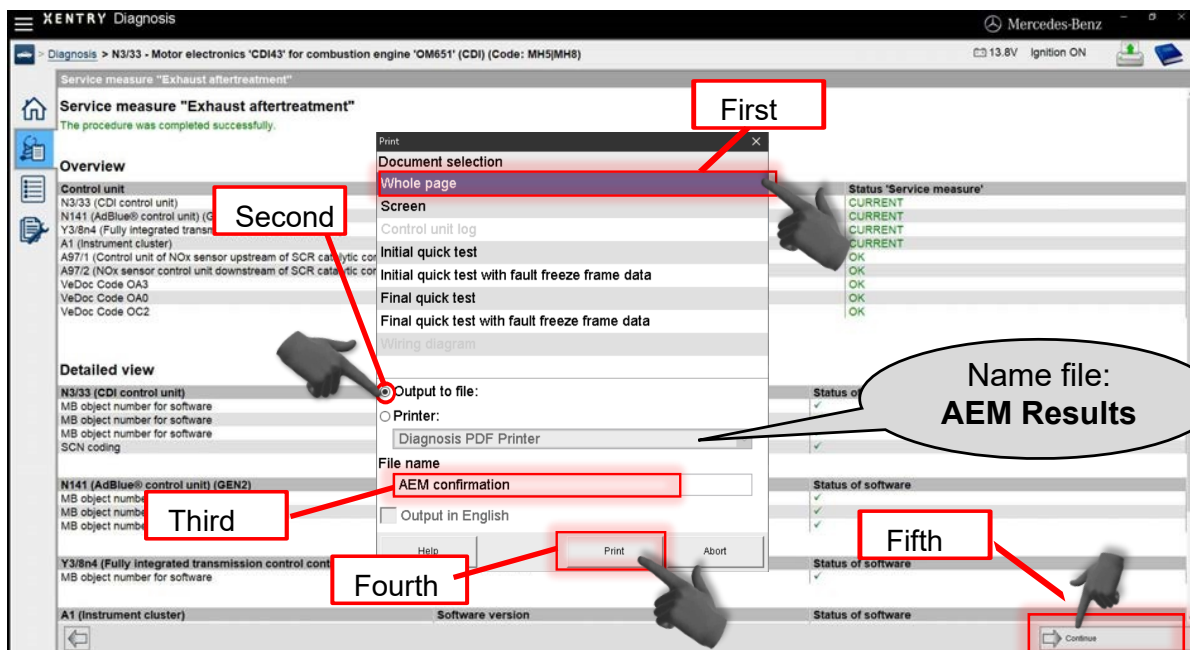 XENTRY Diagnosis
Mercedes-Benz
> Diagnosis > N3/33 - Motor electronics 'CDI43' for combustion engine 'OM651' (CDI) (Code: MH5|MH8)
13.8V Ignition ON
Service measure "Exhaust aftertreatment"
Service measure "Exhaust aftertreatment"
The procedure was completed successfully.
First
Overview
Control unit
Status 'Service measure'
N3/33 (CDI control unit)
CURRENT
N141 (AdBlue® control unit) (G
CURRENT
Y3/8n4 (Fully integrated transm
CURRENT
A1 (Instrument cluster)
CURRENT
A97/1 (Control unit of NOx sensor upstream of SCR catalytic con
OK
A97/2 (NOx sensor control unit downstream of SCR catalytic con
OK
VeDoc Code OA3
OK
VeDoc Code OA0
OK
VeDoc Code OC2
OK
Second
Print
Document selection
Whole page
Screen
Control unit log
Initial quick test
Initial quick test with fault freeze frame data
Final quick test
Final quick test with fault freeze frame data
Wiring diagram
Output to file:
Printer:
Diagnosis PDF Printer
File name
AEM confirmation
Output in English
Help
Print
Abort
Name file:
AEM Results
Detailed view
N3/33 (CDI control unit)
Status of
MB object number for software
MB object number for software
MB object number for software
SCN coding
N141 (AdBlue® control unit) (GEN2)
Status of software
MB object numbe
MB object numbe
MB object numbe
Third
Fourth
Fifth
Y3/8n4 (Fully integrated transmission control cont
Status of software
MB object number for software
A1 (Instrument cluster)
Software version
Status of software
Continue